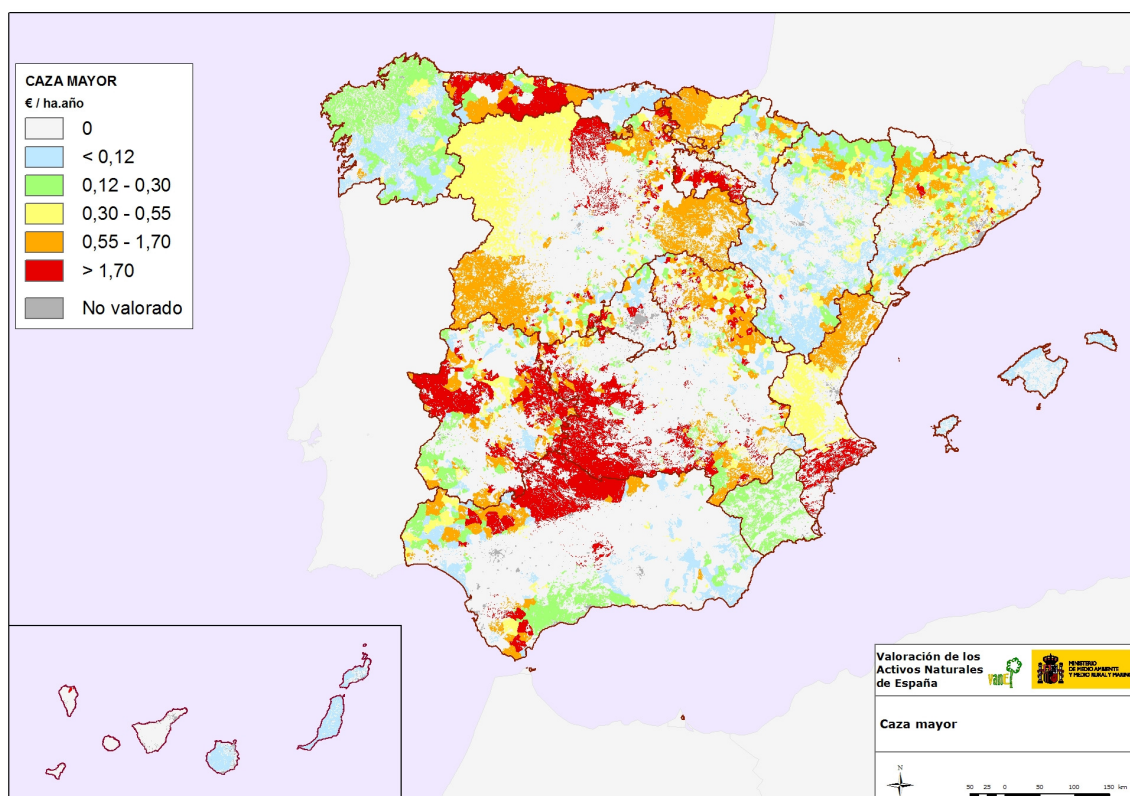 CAZA MAYOR
€ / ha.año
0
< 0,12
0,12 - 0,30
0,30 - 0,55
0,55 - 1,70
> 1,70
No valorado
Valoración de los
Activos Naturales
de España
VANE
MINISTERIO
DE MEDIO AMBIENTE
Y MEDIO RURAL Y MARINO
Caza mayor
N
50 25 0 50 100 150 km